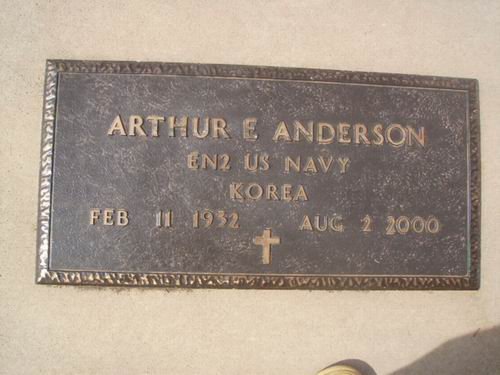 ARTHUR E ANDERSON
EN2 US NAVY
KOREA
FEB 11 1932 AUG 2 2000